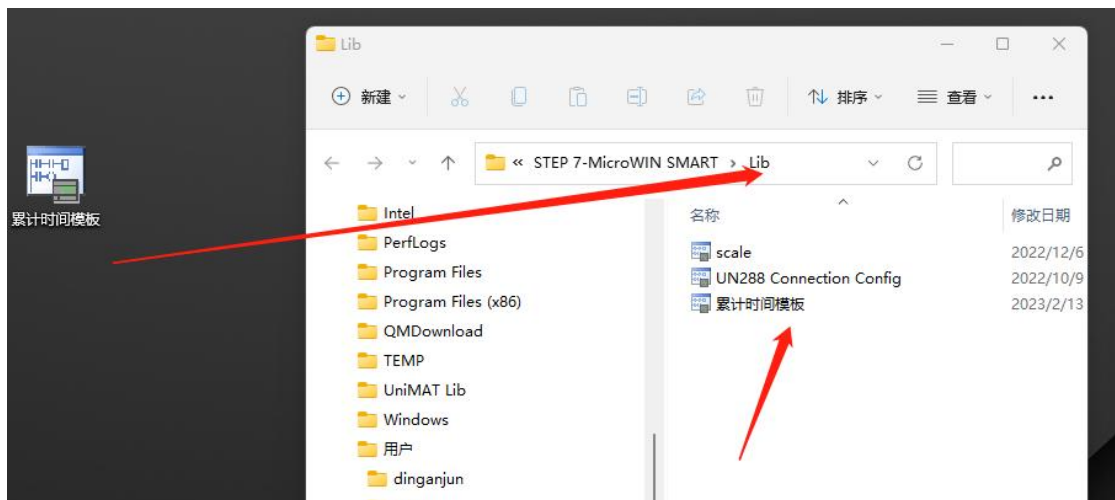 Lib
新建
排序
查看
« STEP 7-MicroWIN SMART › Lib
累计时间模板
Intel
PerfLogs
Program Files
Program Files (x86)
QMDownload
TEMP
UniMAT Lib
Windows
用户
dinganjun
名称
修改日期
scale
2022/12/6
UN288 Connection Config
2022/10/9
累计时间模板
2023/2/13